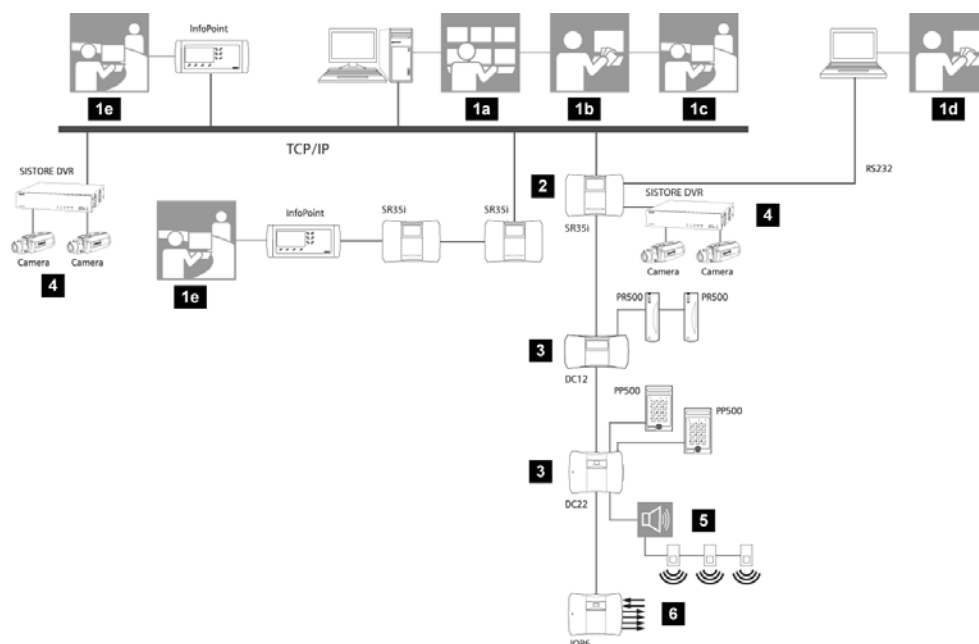 InfoPoint
1e
1a
1b
1c
1d
TCP/IP
RS232
SISTORE DVR
Camera
Camera
4
1e
InfoPoint
SR35i
SR35i
2
SR35i
SISTORE DVR
4
Camera
Camera
PR500
PR500
3
DC12
PP500
PP500
3
DC22
5
6